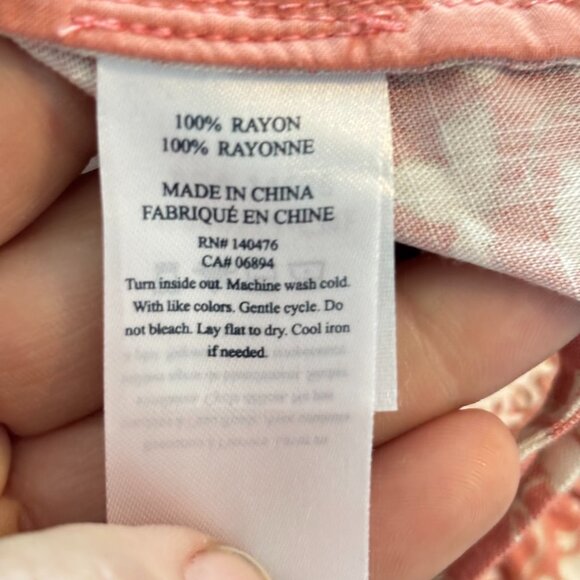 100% RAYON
100% RAYONNE
MADE IN CHINA
FABRIQUÉ EN CHINE
RN# 140476
CA# 06894
Turn inside out. Machine wash cold.
With like colors. Gentle cycle. Do
not bleach. Lay flat to dry. Cool iron
if needed.